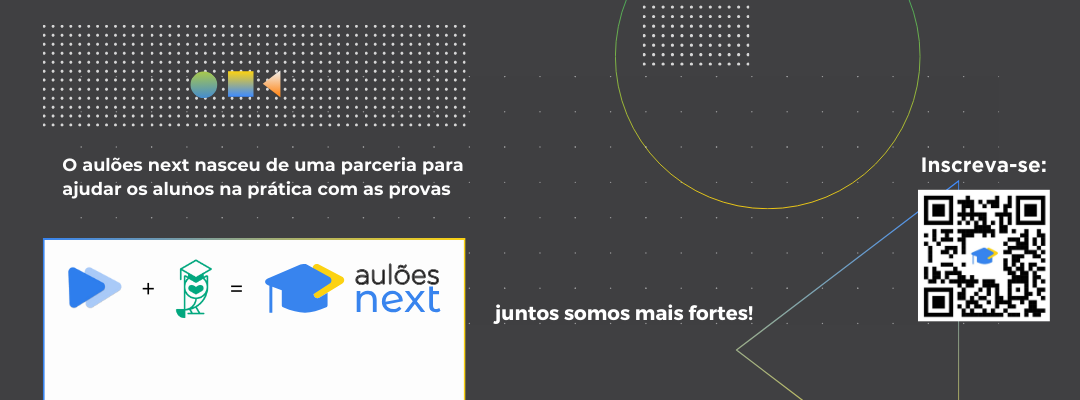 O aulões next nasceu de uma parceria para
ajudar os alunos na prática com as provas
+ =
aulões
next
juntos somos mais fortes!
Inscreva-se: